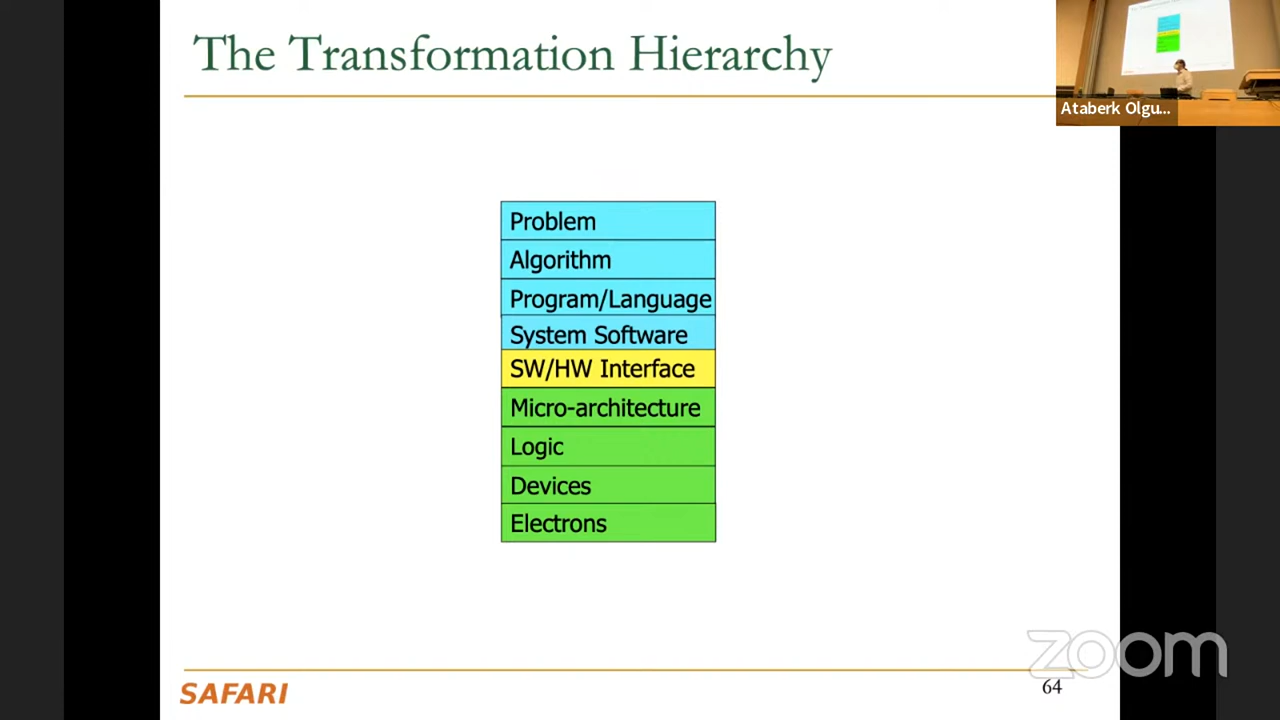 The Transformation Hierarchy
Ataberk Olgu...
Problem
Algorithm
Program/Language
System Software
SW/HW Interface
Micro-architecture
Logic
Devices
Electrons
zoom
SAFARI
64